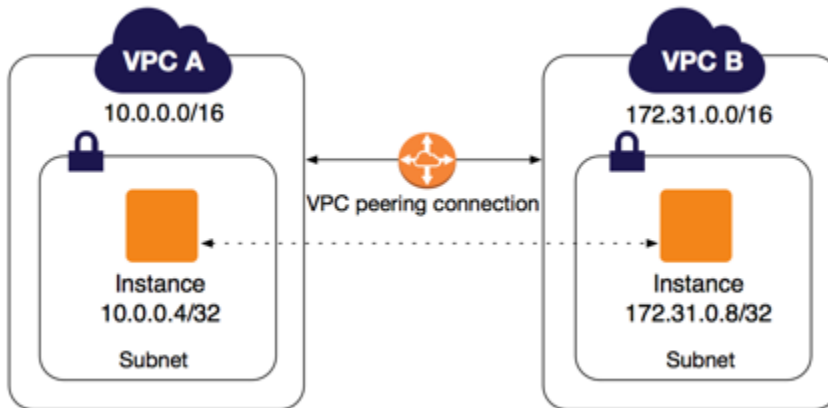 VPC A
10.0.0.0/16
Instance
10.0.0.4/32
Subnet
VPC peering connection
VPC B
172.31.0.0/16
Instance
172.31.0.8/32
Subnet